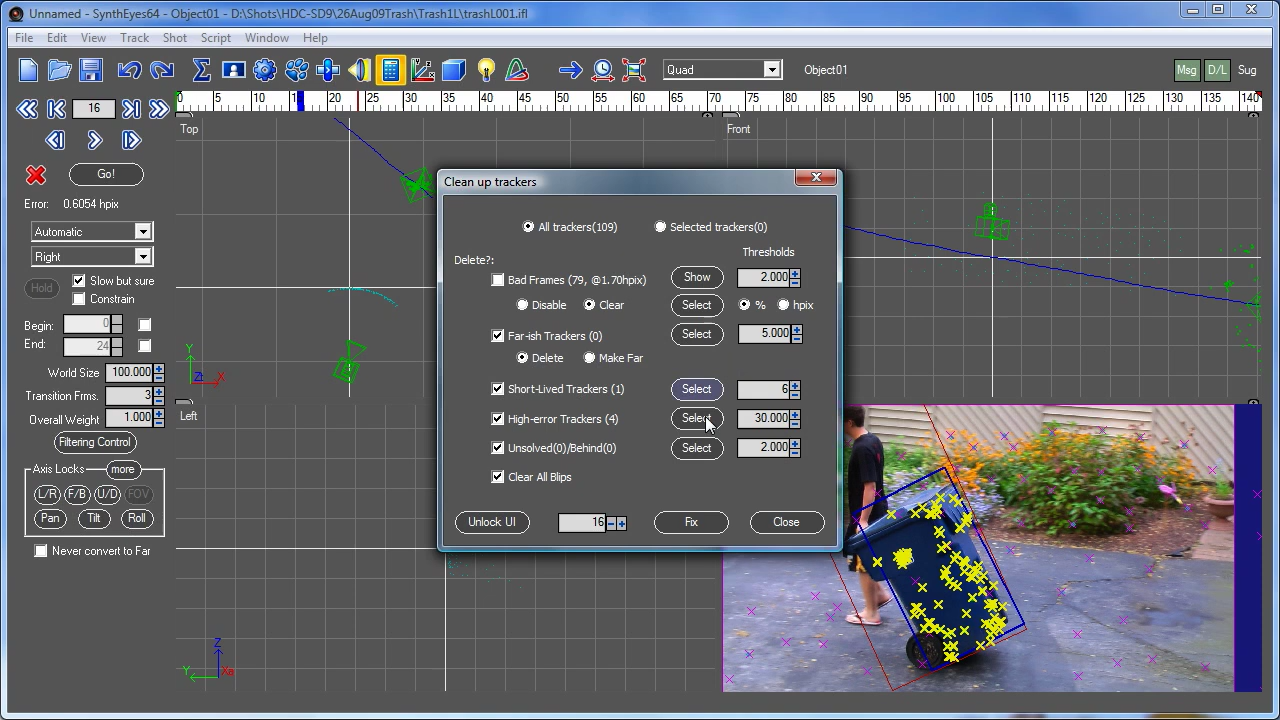 Unnamed - SynthEyes64 - Object01 - D:\Shots\HDC-SD9\26Aug09Trash\Trash1L\trashL001.ifl
File Edit View Track Shot Script Window Help
Quad Object01 Msg D/L Sug
16 0 5 10 20 25 30 35 40 45 50 55 60 65 70 75 80 85 90 95 100 105 110 115 120 125 130 135 140
Top Front
Go!
Error: 0.6054 hpix
Automatic
Right
Hold Slow but sure
Constrain
Begin: 0
End: 24
World Size 100.000
Transition Frms. 3
Overall Weight 1.000
Filtering Control
Axis Locks more
L/R F/B U/D FOV
Pan Tilt Roll
Never convert to Far
Y
X
Left
Z
Y
Clean up trackers
All trackers(109) Selected trackers(0)
Thresholds
Delete?:
Bad Frames (79, @1.70hpix) Show 2.000
Disable Clear Select % hpix
Far-ish Trackers (0) Select 5.000
Delete Make Far
Short-Lived Trackers (1) Select 6
High-error Trackers (4) Select 30.000
Unsolved(0)/Behind(0) Select 2.000
Clear All Blips
Unlock UI 16 Fix Close